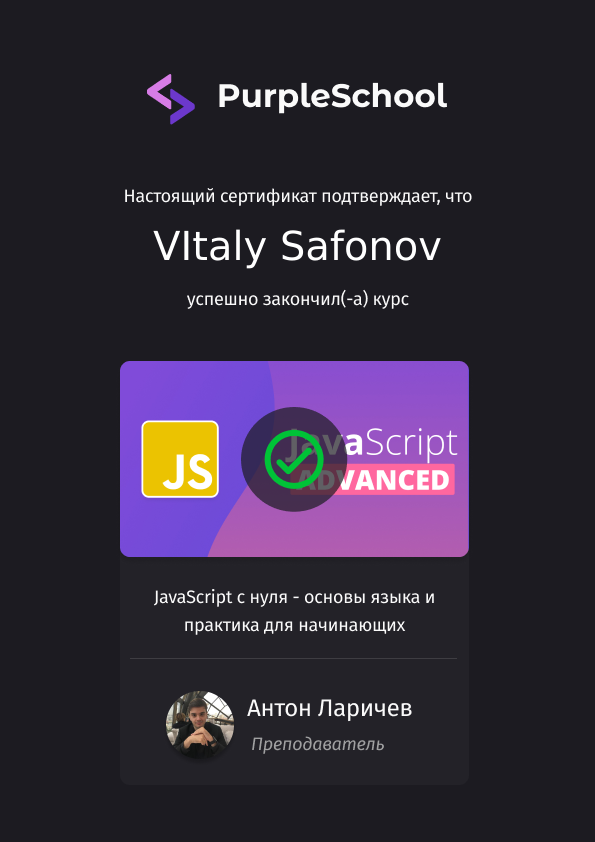 PurpleSchool
Настоящий сертификат подтверждает, что
VItaly Safonov
успешно закончил(-а) курс
JS
JavaScript
ADVANCED
JavaScript с нуля - основы языка и
практика для начинающих
Антон Ларичев
Преподаватель